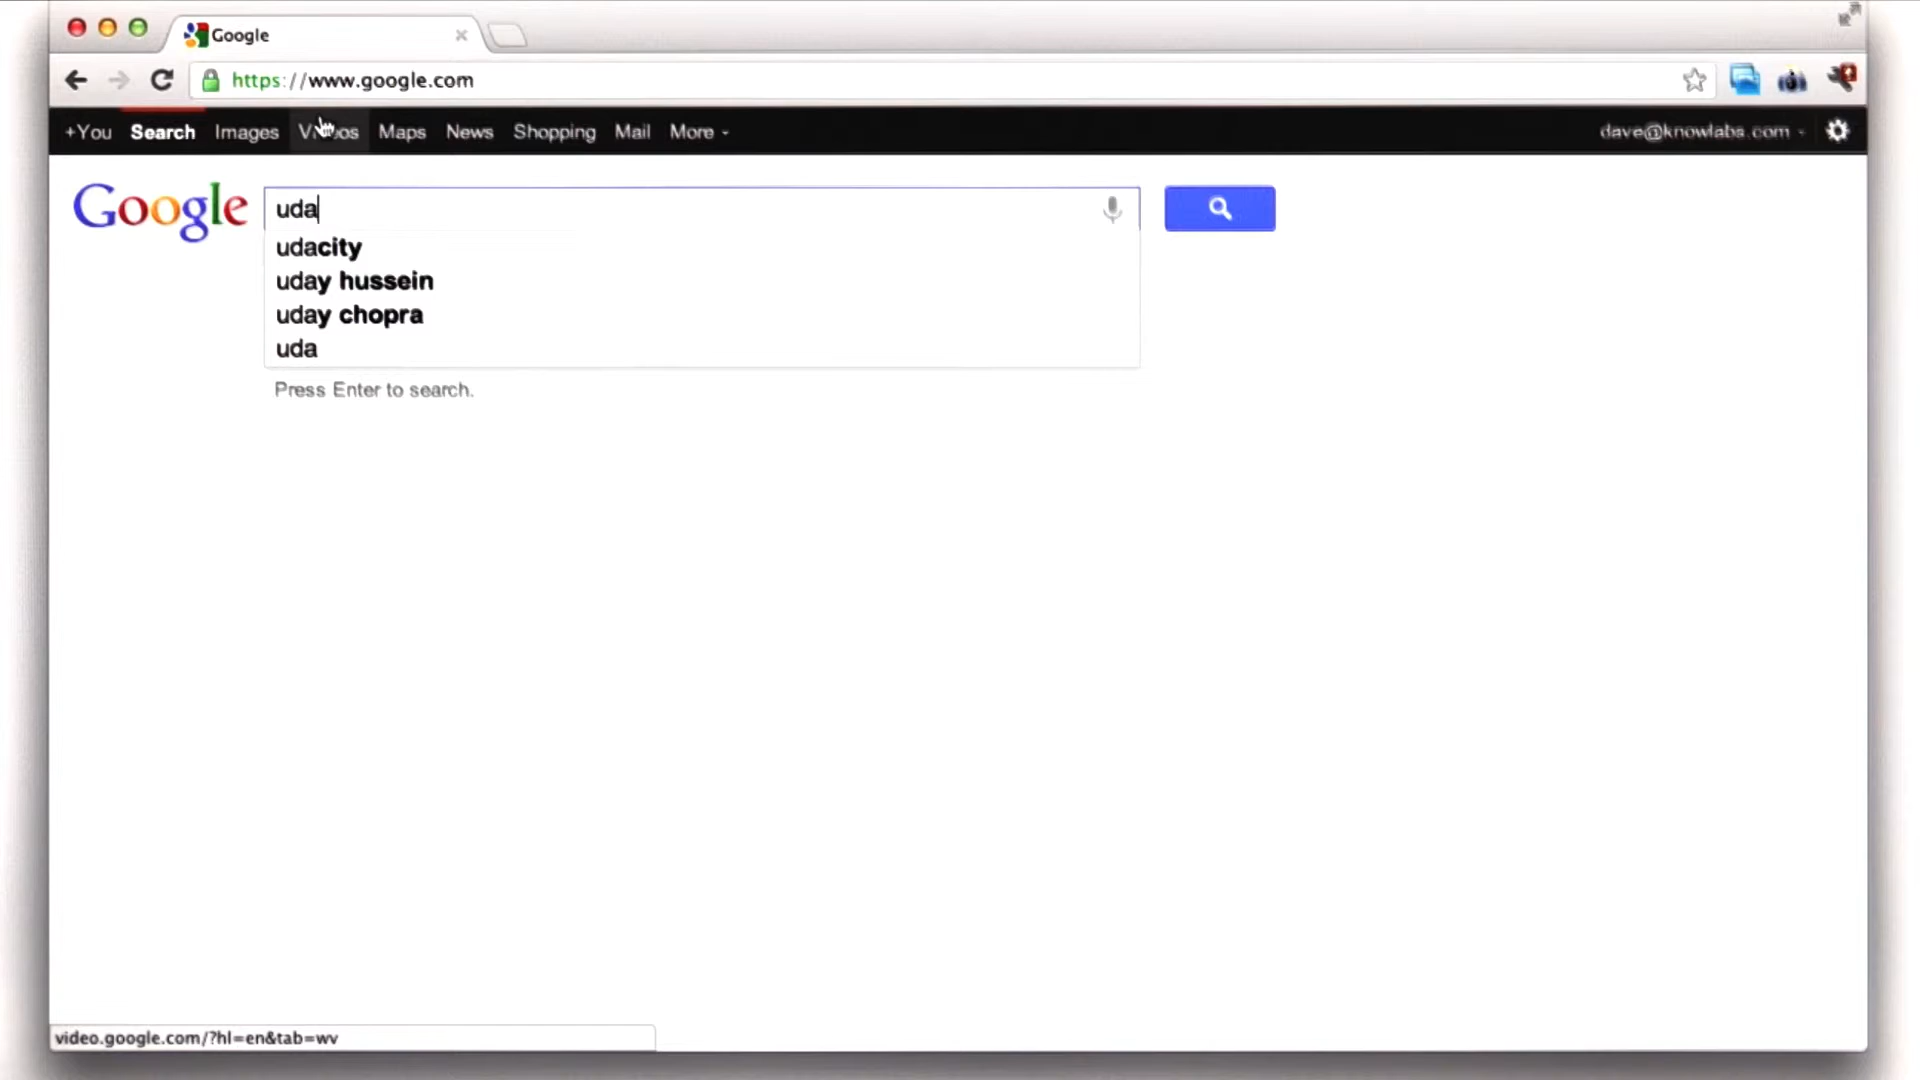 Google
https://www.google.com
+You Search Images Maps News Shopping Mail More dave@knowlabs.com
Google uda
udacity
uday hussein
uday chopra
uda
Press Enter to search.
video.google.com/?hl=en&tab=wv